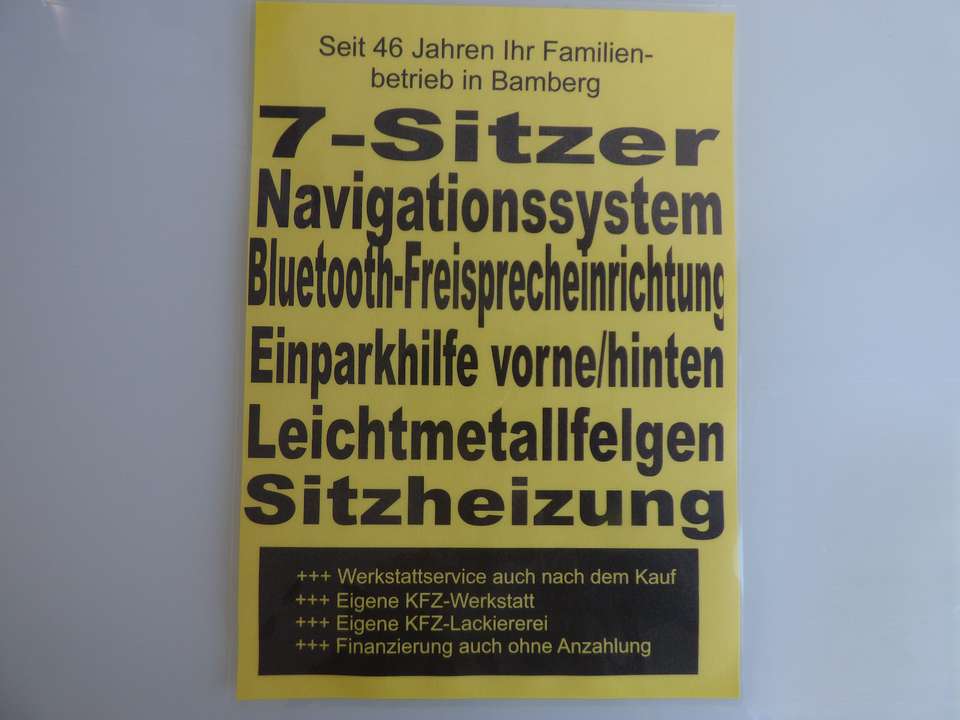 Seit 46 Jahren Ihr Familien-
betrieb in Bamberg
7-Sitzer
Navigationssystem
Bluetooth-Freisprecheinrichtung
Einparkhilfe vorne/hinten
Leichtmetallfelgen
Sitzheizung
+++ Werkstattservice auch nach dem Kauf
+++ Eigene KFZ-Werkstatt
+++ Eigene KFZ-Lackiererei
+++ Finanzierung auch ohne Anzahlung